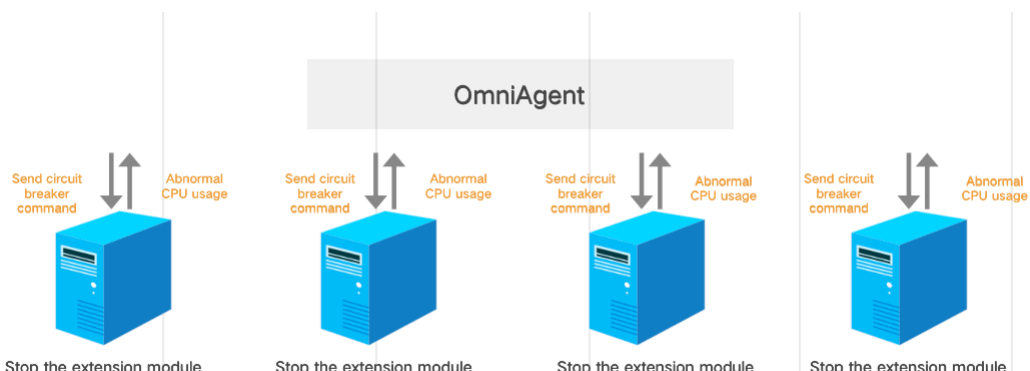 OmniAgent
Send circuit
breaker
command
Abnormal
CPU usage
Send circuit
breaker
command
Abnormal
CPU usage
Send circuit
breaker
command
Abnormal
CPU usage
Send circuit
breaker
command
Abnormal
CPU usage
Stop the extension module
Stop the extension module
Stop the extension module
Stop the extension module